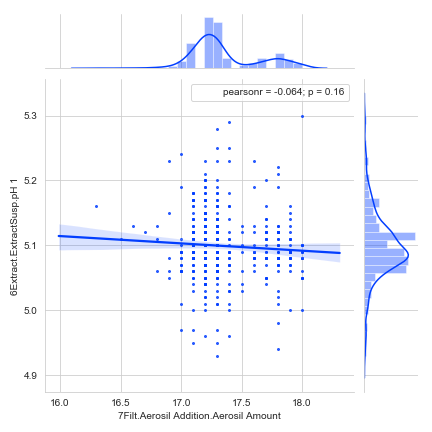 pearsonr = -0.064; p = 0.16
5.3
5.2
5.1
5.0
4.9
6Extract.ExtractSusp.pH 1
16.0 16.5 17.0 17.5 18.0
7Filt.Aerosil Addition.Aerosil Amount